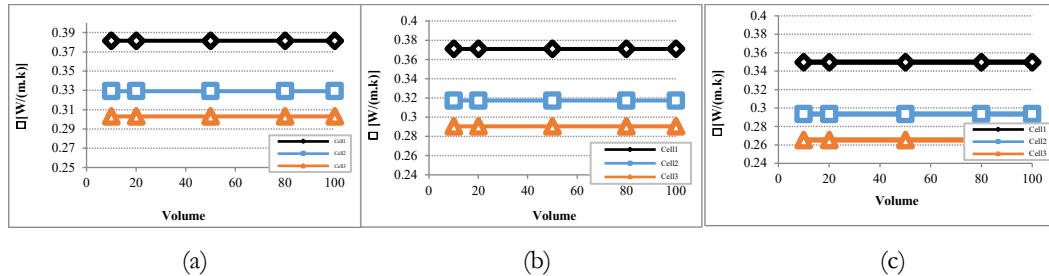 0.39
0.37
0.35
0.33
0.31
0.29
0.27
0.25
0 20 40 60 80 100
Volume
□[W/(m.k)]
Cell1
Cell2
Cell3
(a)
0.4
0.38
0.36
0.34
0.32
0.3
0.28
0.26
0.24
0 20 40 60 80 100
Volume
□[W/(m.k)]
Cell1
Cell2
Cell3
(b)
0.4
0.38
0.36
0.34
0.32
0.3
0.28
0.26
0.24
0 20 40 60 80 100
Volume
□[W/(m.k)]
Cell1
Cell2
Cell3
(c)